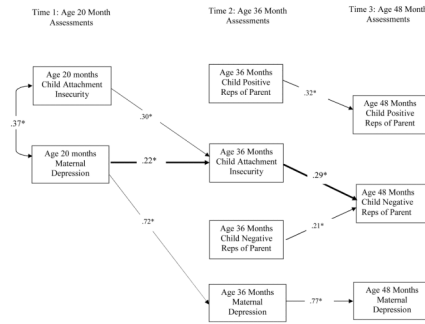 Time 1: Age 20 Month
Assessments
Time 2: Age 36 Month
Assessments
Time 3: Age 48 Month
Assessments
Age 20 months
Child Attachment
Insecurity
Age 36 Months
Child Positive
Reps of Parent
.32*
Age 48 Months
Child Positive
Reps of Parent
.37*
.30*
Age 20 months
Maternal
Depression
.22*
Age 36 Months
Child Attachment
Insecurity
.29*
Age 48 Months
Child Negative
Reps of Parent
.72*
Age 36 Months
Child Negative
Reps of Parent
.21*
Age 36 Months
Maternal
Depression
.77*
Age 48 Months
Maternal
Depression